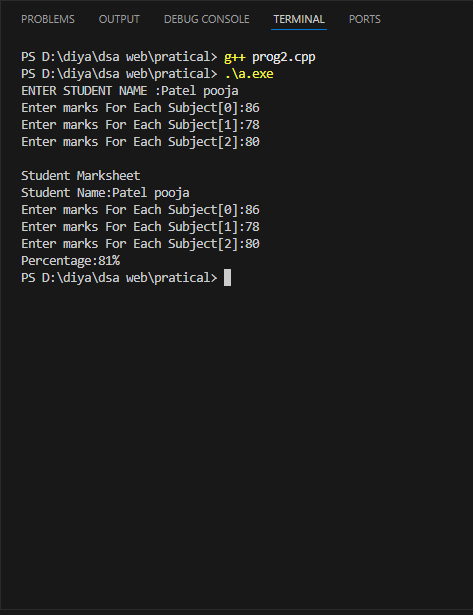 PROBLEMS OUTPUT DEBUG CONSOLE TERMINAL PORTS
PS D:\diya\dsa web\pratical> g++ prog2.cpp
PS D:\diya\dsa web\pratical> .\a.exe
ENTER STUDENT NAME :Patel pooja
Enter marks For Each Subject[0]:86
Enter marks For Each Subject[1]:78
Enter marks For Each Subject[2]:80
Student Marksheet
Student Name:Patel pooja
Enter marks For Each Subject[0]:86
Enter marks For Each Subject[1]:78
Enter marks For Each Subject[2]:80
Percentage:81%
PS D:\diya\dsa web\pratical>